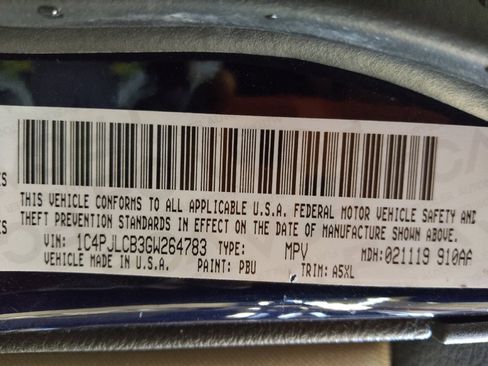 THIS VEHICLE CONFORMS TO ALL APPLICABLE U.S.A. FEDERAL MOTOR VEHICLE SAFETY AND
THEFT PREVENTION STANDARDS IN EFFECT ON THE DATE OF MANUFACTURE SHOWN ABOVE.
VIN: 1C4PJLCB3GW264783 TYPE: MPV MDH: 021119 910AA
VEHICLE MADE IN U.S.A. PAINT: PBU TRIM: A5XL